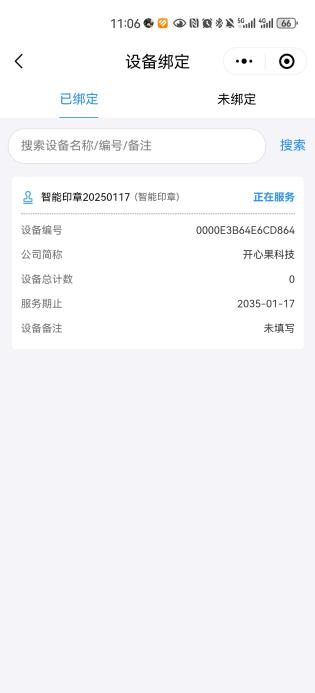 11:06 5G 4G 66
设备绑定
已绑定 未绑定
搜索设备名称/编号/备注 搜索
智能印章20250117 (智能印章) 正在服务
设备编号 0000E3B64E6CD864
公司简称 开心果科技
设备总计数 0
服务期止 2035-01-17
设备备注 未填写